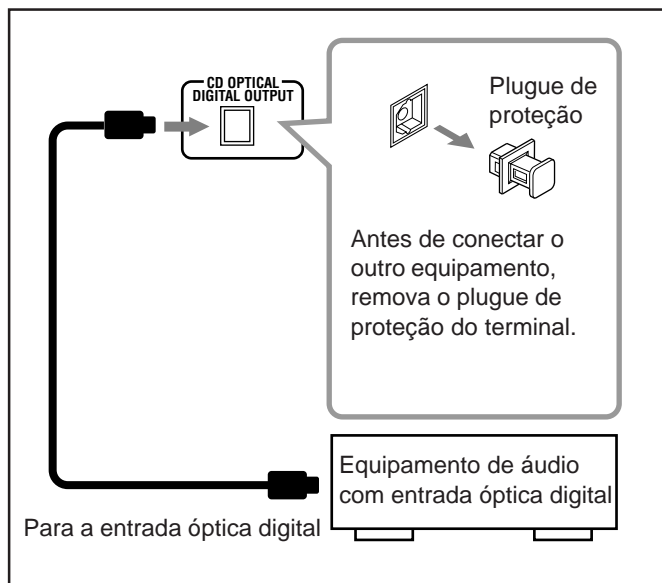 CD OPTICAL
DIGITAL OUTPUT
Plugue de
proteção
Antes de conectar o
outro equipamento,
remova o plugue de
proteção do terminal.
Equipamento de áudio
com entrada óptica digital
Para a entrada óptica digital